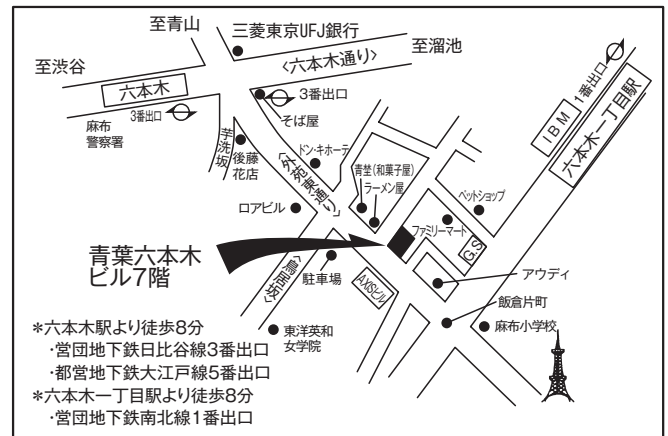 至青山
三菱東京UFJ銀行
至渋谷
〈六本木通り〉
至溜池
六本木
3番出口
3番出口
麻布
警察署
そば屋
芋洗坂
後藤
花店
ドン・キホーテ
〈外苑東通り〉
青埜(和菓子屋)
ラーメン屋
ロアビル
ペットショップ
ファミリーマート
G.S
IBM
1番出口
六本木一丁目駅
青葉六本木
ビル7階
〈鳥居坂〉
駐車場
AXISビル
アウディ
飯倉片町
麻布小学校
東洋英和
女学院
*六本木駅より徒歩8分
・営団地下鉄日比谷線3番出口
・都営地下鉄大江戸線5番出口
*六本木一丁目駅より徒歩8分
・営団地下鉄南北線1番出口